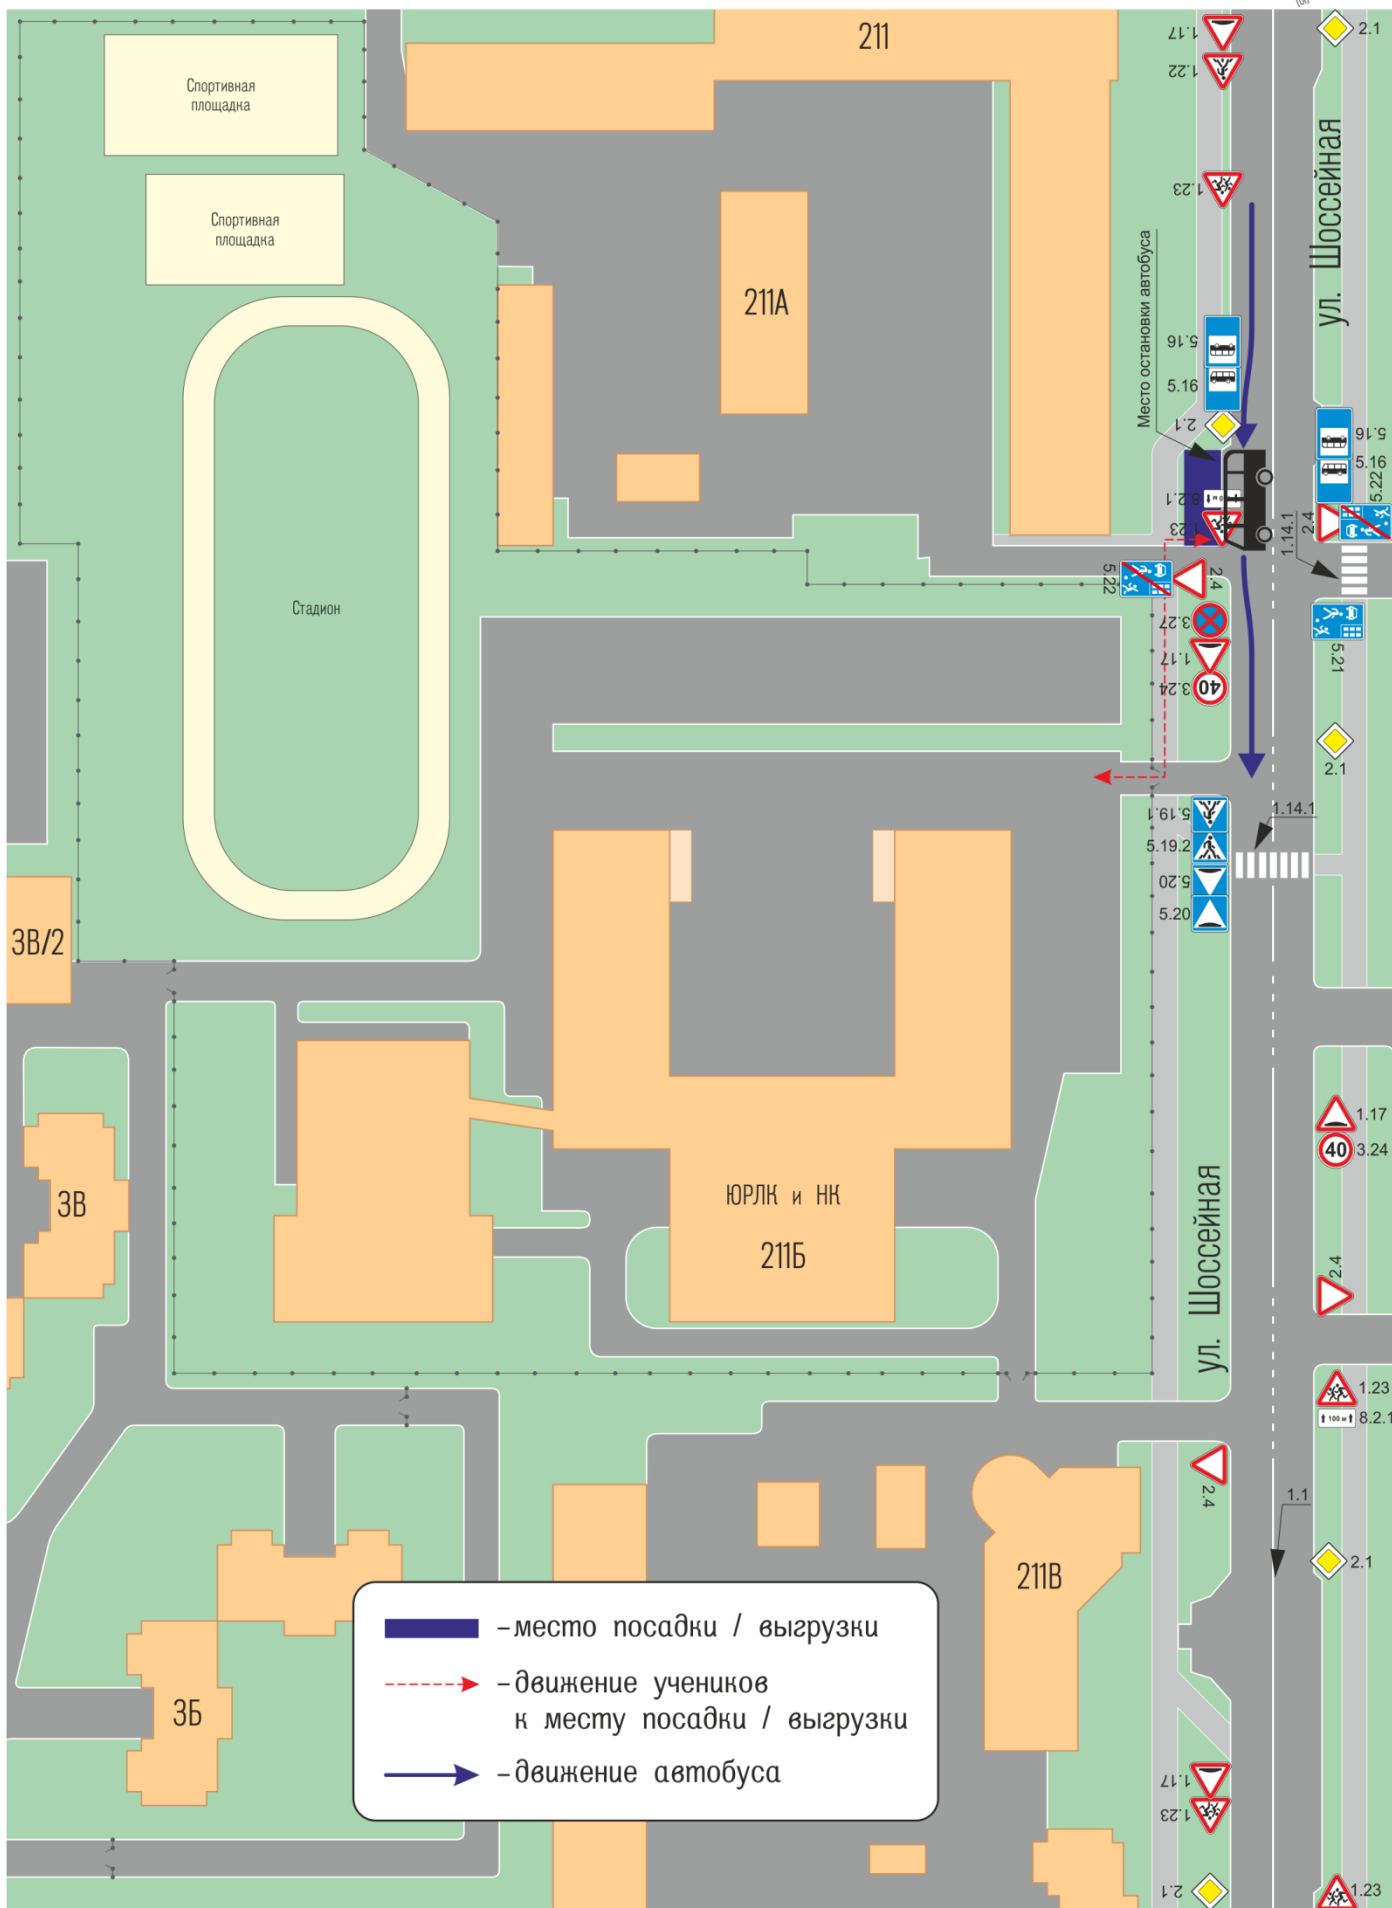 211
1.17
2.1
1.22
Спортивная
площадка
ул. Шоссейная
1.23
Спортивная
площадка
Место остановки автобуса
211А
5.16
5.16
2.1
5.16
5.16
5.22
8.2.1
1.23
2.4
1.14.1
5.22
2.4
Стадион
3.27
1.17
40
3.24
5.21
2.1
5.19.1
1.14.1
5.19.2
5.20
5.20
3В/2
1.17
40
3.24
ЮРЛК и НК
211Б
3В
ул. Шоссейная
2.4
1.23
100 м
8.2.1
2.4
1.1
2.1
211В
3Б
– место посадки / выгрузки
– движение учеников
к месту посадки / выгрузки
– движение автобуса
1.17
1.23
2.1
1.23